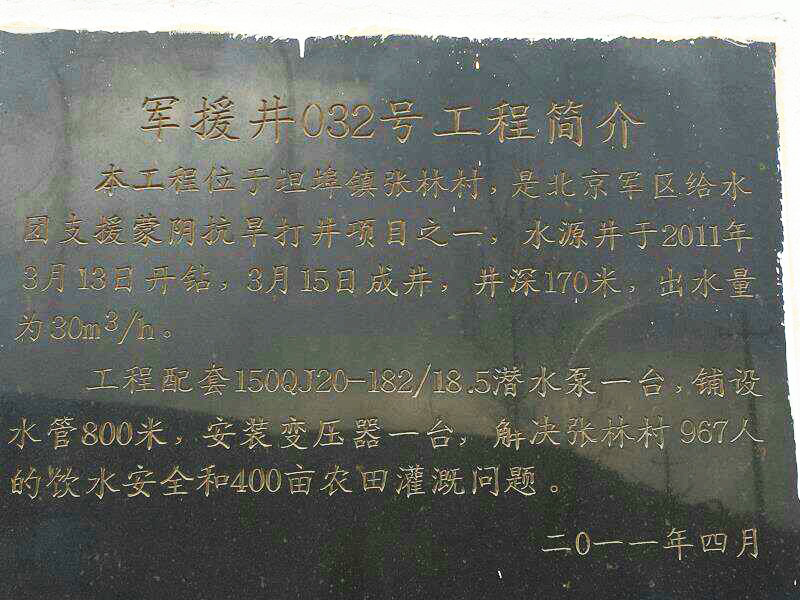 军援井032号工程简介
本工程位于坦埠镇张林村，是北京军区给水
团支援蒙阴抗旱打井项目之一，水源井于2011年
3月13日开钻，3月15日成井，井深170米，出水量
为30m³/h。
工程配套150QJ20-182/18.5潜水泵一台，铺设
水管800米，安装变压器一台，解决张林村967人
的饮水安全和400亩农田灌溉问题。
二0一一年四月